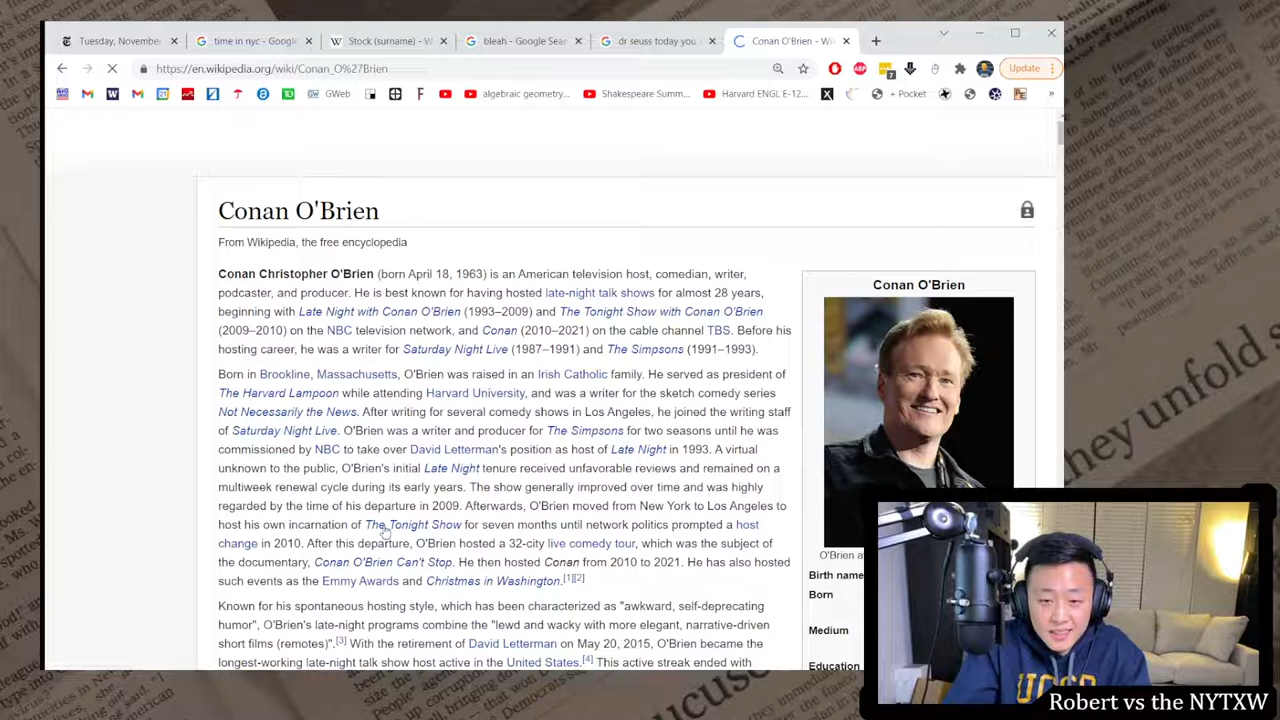 Tuesday, November
time in nyc - Google
Stock (surname) - W
bleah - Google Sear
dr seuss today you
Conan O'Brien - Wi
https://en.wikipedia.org/wiki/Conan_O%27Brien
ABP
7
Update
GWeb
algebraic geometry...
Shakespeare Summ...
Harvard ENGL E-12...
+ Pocket
Conan O'Brien
From Wikipedia, the free encyclopedia
Conan Christopher O'Brien (born April 18, 1963) is an American television host, comedian, writer,
podcaster, and producer. He is best known for having hosted late-night talk shows for almost 28 years,
beginning with Late Night with Conan O'Brien (1993–2009) and The Tonight Show with Conan O'Brien
(2009–2010) on the NBC television network, and Conan (2010–2021) on the cable channel TBS. Before his
hosting career, he was a writer for Saturday Night Live (1987–1991) and The Simpsons (1991–1993).
Born in Brookline, Massachusetts, O'Brien was raised in an Irish Catholic family. He served as president of
The Harvard Lampoon while attending Harvard University, and was a writer for the sketch comedy series
Not Necessarily the News. After writing for several comedy shows in Los Angeles, he joined the writing staff
of Saturday Night Live. O'Brien was a writer and producer for The Simpsons for two seasons until he was
commissioned by NBC to take over David Letterman's position as host of Late Night in 1993. A virtual
unknown to the public, O'Brien's initial Late Night tenure received unfavorable reviews and remained on a
multiweek renewal cycle during its early years. The show generally improved over time and was highly
regarded by the time of his departure in 2009. Afterwards, O'Brien moved from New York to Los Angeles to
host his own incarnation of The Tonight Show for seven months until network politics prompted a host
change in 2010. After this departure, O'Brien hosted a 32-city live comedy tour, which was the subject of
the documentary, Conan O'Brien Can't Stop. He then hosted Conan from 2010 to 2021. He has also hosted
such events as the Emmy Awards and Christmas in Washington.[1][2]
Known for his spontaneous hosting style, which has been characterized as "awkward, self-deprecating
humor", O'Brien's late-night programs combine the "lewd and wacky with more elegant, narrative-driven
short films (remotes)".[3] With the retirement of David Letterman on May 20, 2015, O'Brien became the
longest-working late-night talk show host active in the United States.[4] This active streak ended with
Conan O'Brien
O'Brien
Birth name
Born
Medium
Education
they unfold
Robert vs the NYTXW